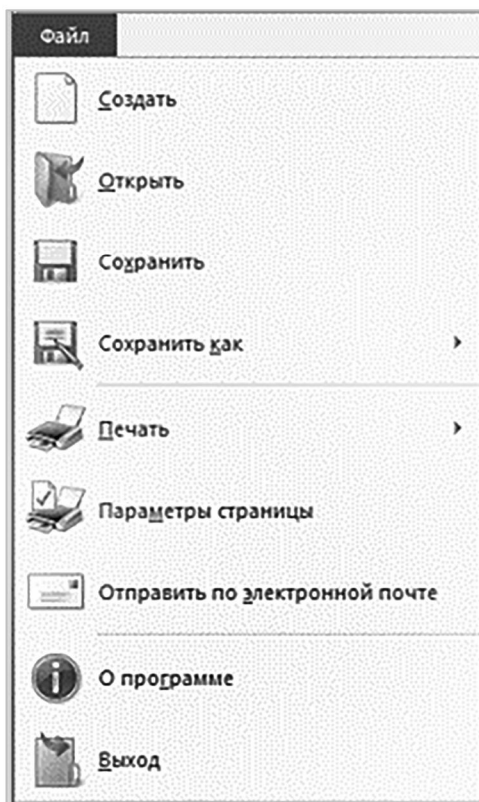 Файл
Создать
Открыть
Сохранить
Сохранить как
Печать
Параметры страницы
Отправить по электронной почте
О программе
Выход